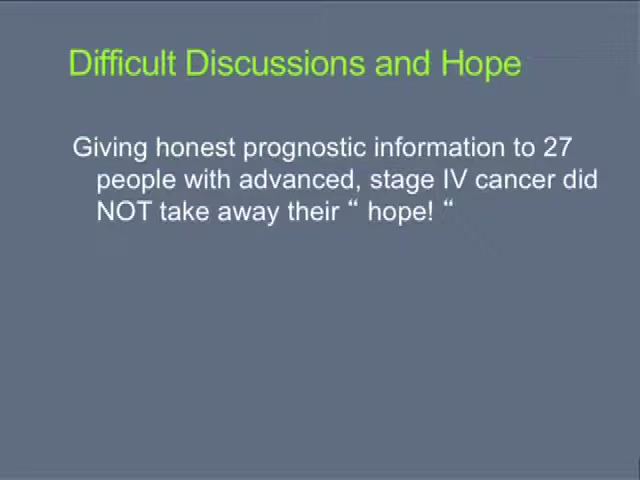 Difficult Discussions and Hope
Giving honest prognostic information to 27
people with advanced, stage IV cancer did
NOT take away their “ hope! “